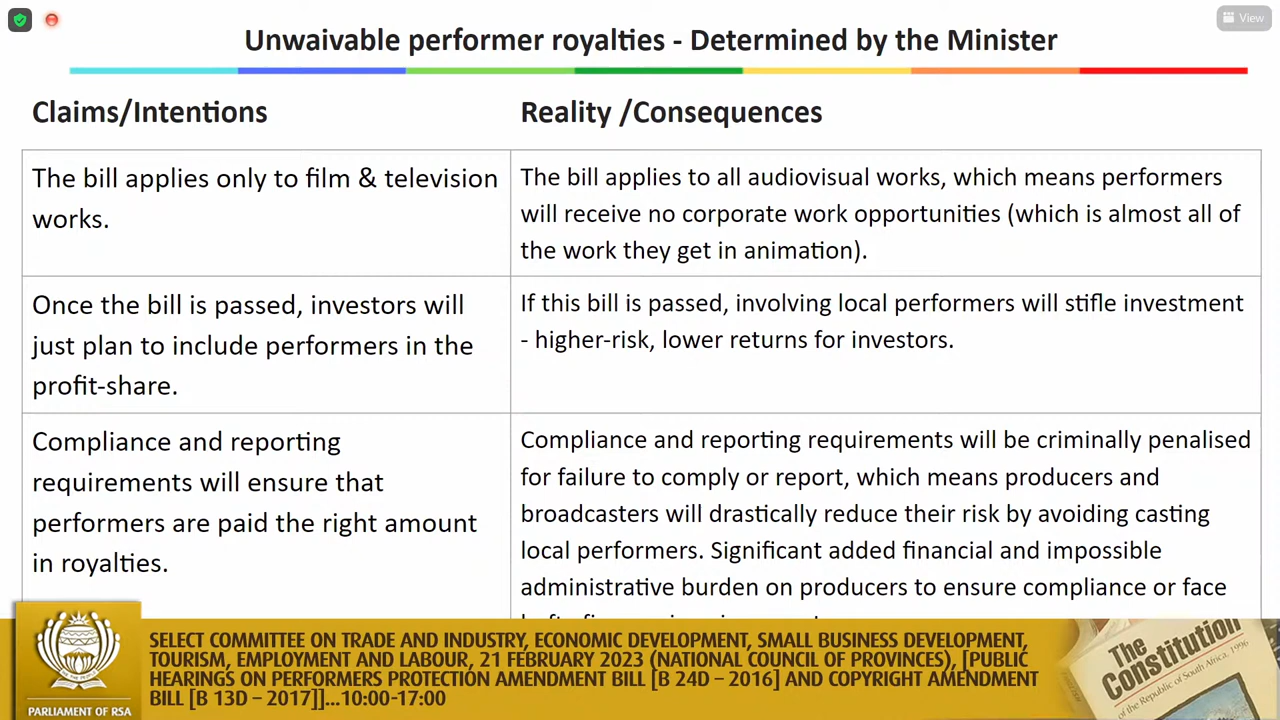 View
Unwaivable performer royalties - Determined by the Minister
Claims/Intentions
Reality /Consequences
The bill applies only to film & television
works.
The bill applies to all audiovisual works, which means performers
will receive no corporate work opportunities (which is almost all of
the work they get in animation).
Once the bill is passed, investors will
just plan to include performers in the
profit-share.
If this bill is passed, involving local performers will stifle investment
- higher-risk, lower returns for investors.
Compliance and reporting
requirements will ensure that
performers are paid the right amount
in royalties.
Compliance and reporting requirements will be criminally penalised
for failure to comply or report, which means producers and
broadcasters will drastically reduce their risk by avoiding casting
local performers. Significant added financial and impossible
administrative burden on producers to ensure compliance or face
SELECT COMMITTEE ON TRADE AND INDUSTRY, ECONOMIC DEVELOPMENT, SMALL BUSINESS DEVELOPMENT,
TOURISM, EMPLOYMENT AND LABOUR, 21 FEBRUARY 2023 (NATIONAL COUNCIL OF PROVINCES), [PUBLIC
HEARINGS ON PERFORMERS PROTECTION AMENDMENT BILL [B 24D – 2016] AND COPYRIGHT AMENDMENT
BILL [B 13D – 2017]]...10:00-17:00
PARLIAMENT OF RSA
The
Constitution
of the Republic of South Africa, 1996